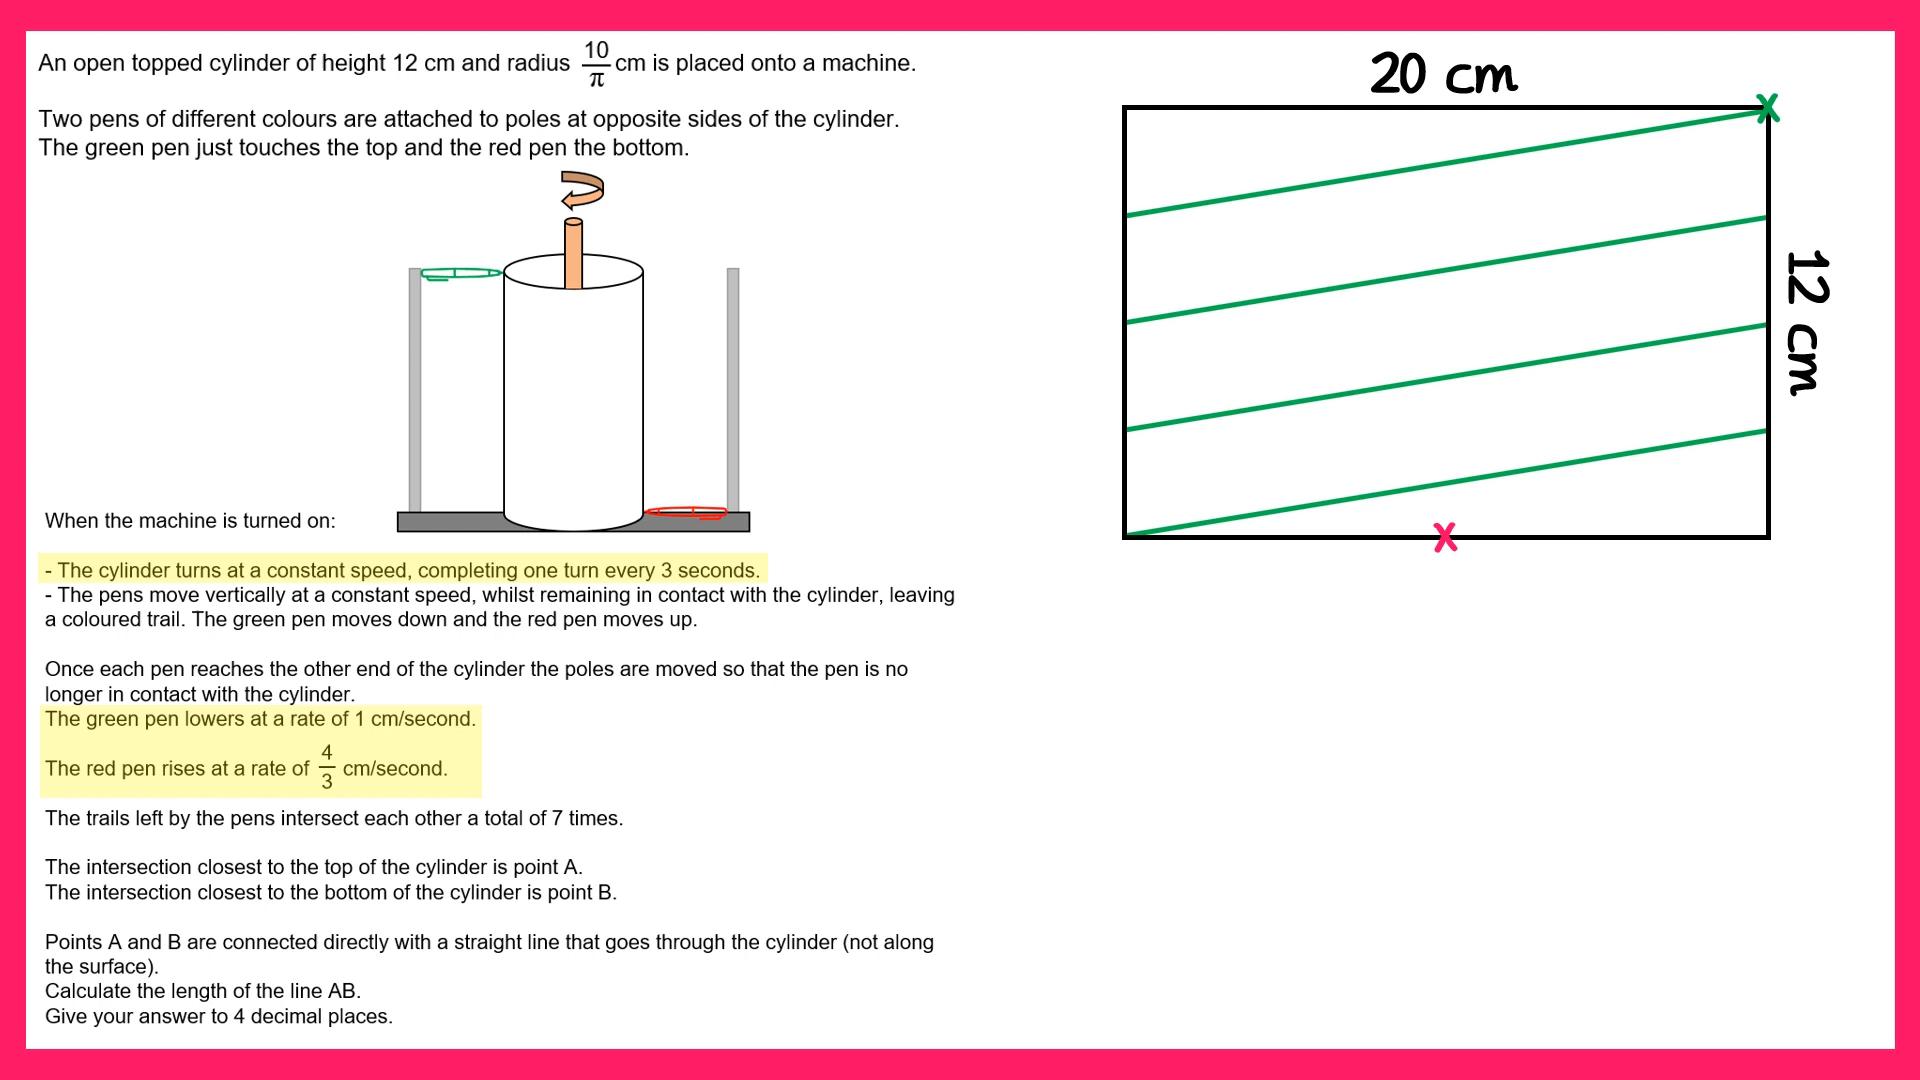 An open topped cylinder of height 12 cm and radius 10/π cm is placed onto a machine.
Two pens of different colours are attached to poles at opposite sides of the cylinder.
The green pen just touches the top and the red pen the bottom.
When the machine is turned on:
- The cylinder turns at a constant speed, completing one turn every 3 seconds.
- The pens move vertically at a constant speed, whilst remaining in contact with the cylinder, leaving
a coloured trail. The green pen moves down and the red pen moves up.
Once each pen reaches the other end of the cylinder the poles are moved so that the pen is no
longer in contact with the cylinder.
The green pen lowers at a rate of 1 cm/second.
The red pen rises at a rate of 4/3 cm/second.
The trails left by the pens intersect each other a total of 7 times.
The intersection closest to the top of the cylinder is point A.
The intersection closest to the bottom of the cylinder is point B.
Points A and B are connected directly with a straight line that goes through the cylinder (not along
the surface).
Calculate the length of the line AB.
Give your answer to 4 decimal places.
20 cm
x
12 cm
x